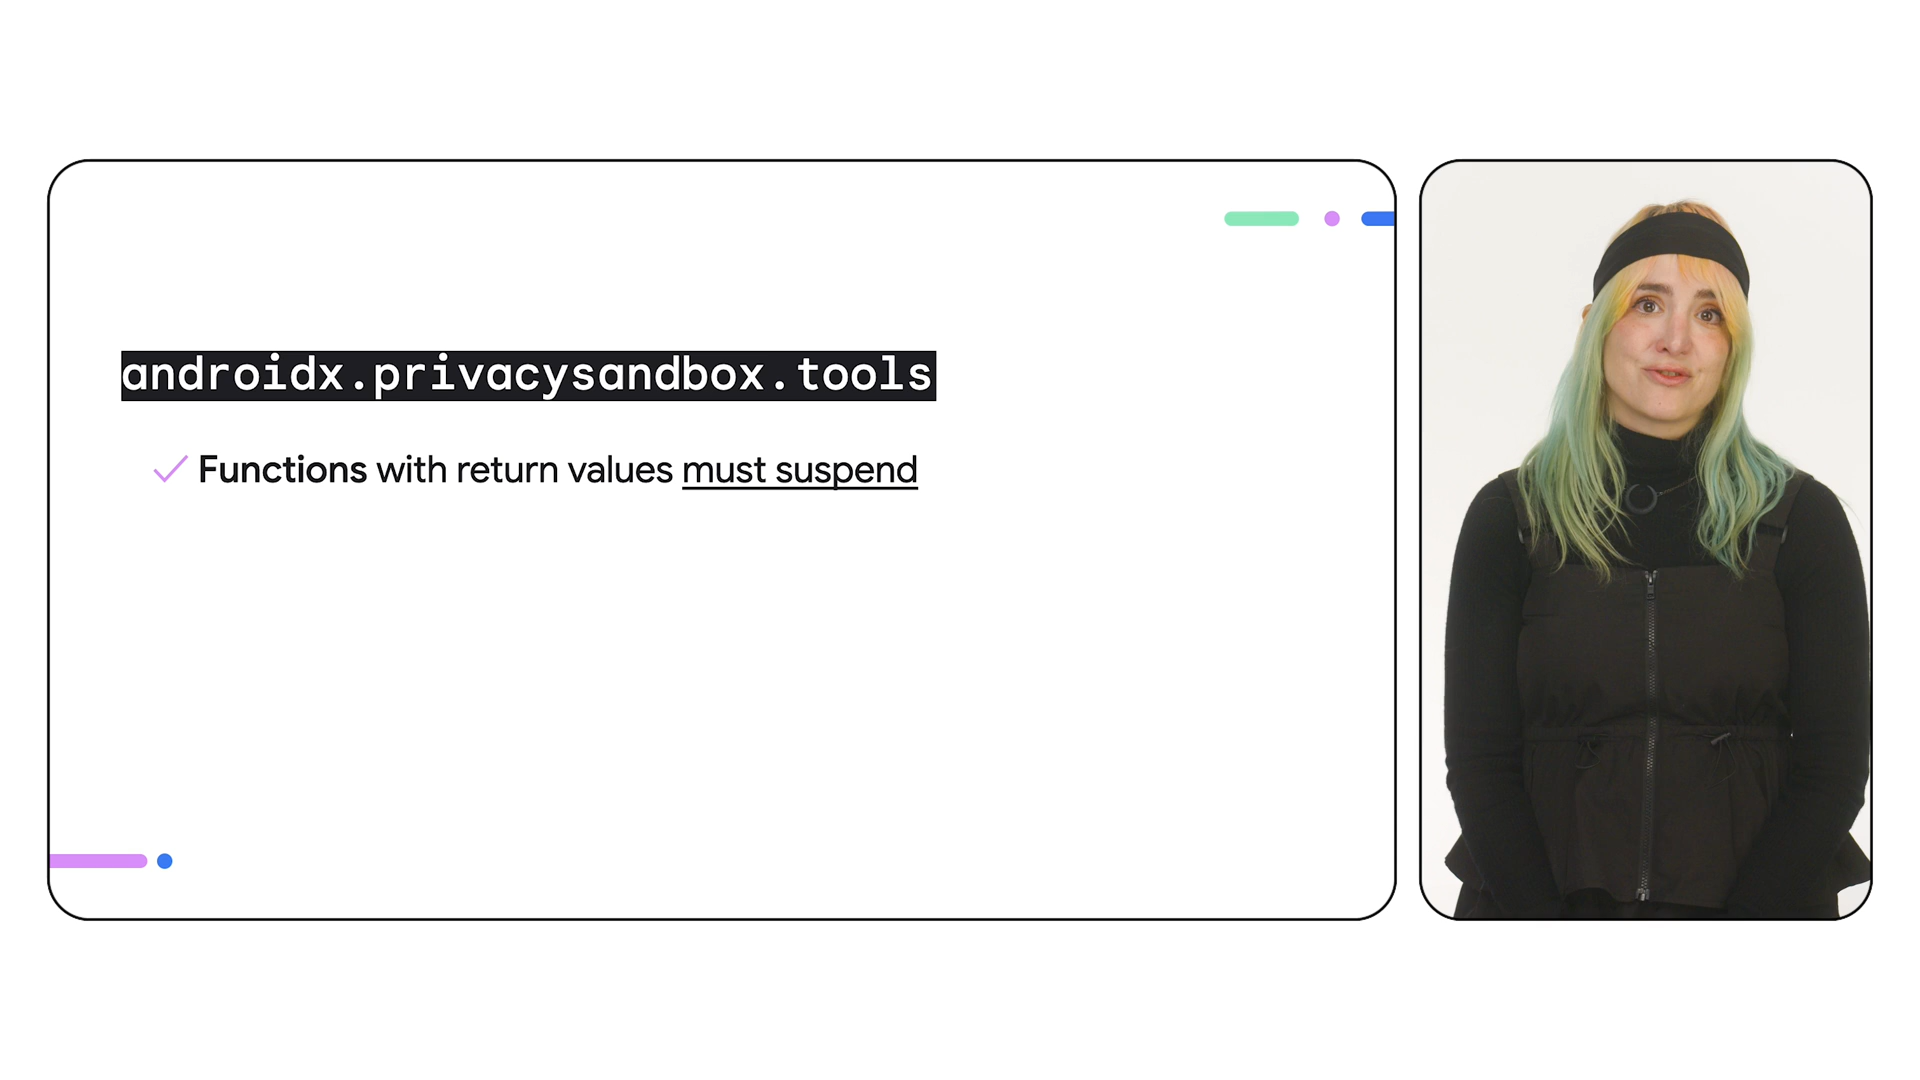 androidx.privacysandbox.tools
Functions with return values must suspend